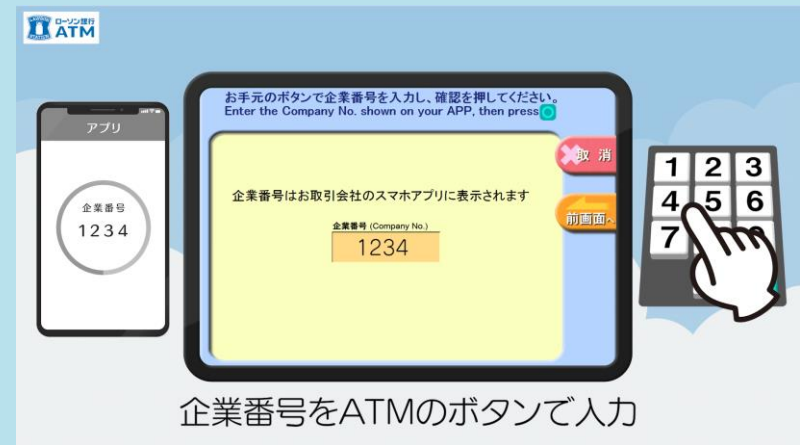 ローソン銀行
ATM
アプリ
企業番号
1234
お手元のボタンで企業番号を入力し、確認を押してください。
Enter the Company No. shown on your APP, then press
取消
前画面へ
企業番号はお取引会社のスマホアプリに表示されます
企業番号 (Company No.)
1234
1 2 3
4 5 6
7
企業番号をATMのボタンで入力